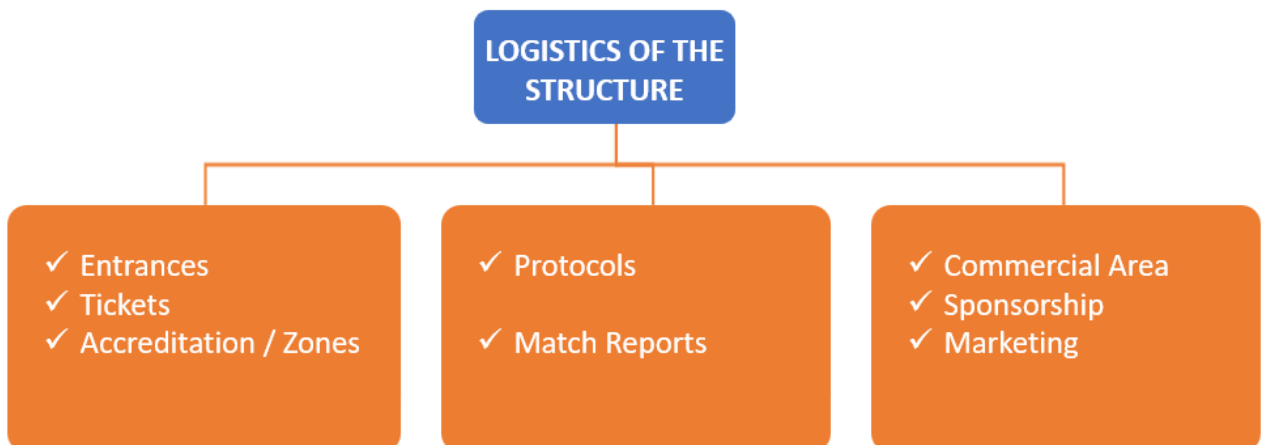 LOGISTICS OF THE
STRUCTURE
✓ Entrances
✓ Tickets
✓ Accreditation / Zones
✓ Protocols
✓ Match Reports
✓ Commercial Area
✓ Sponsorship
✓ Marketing